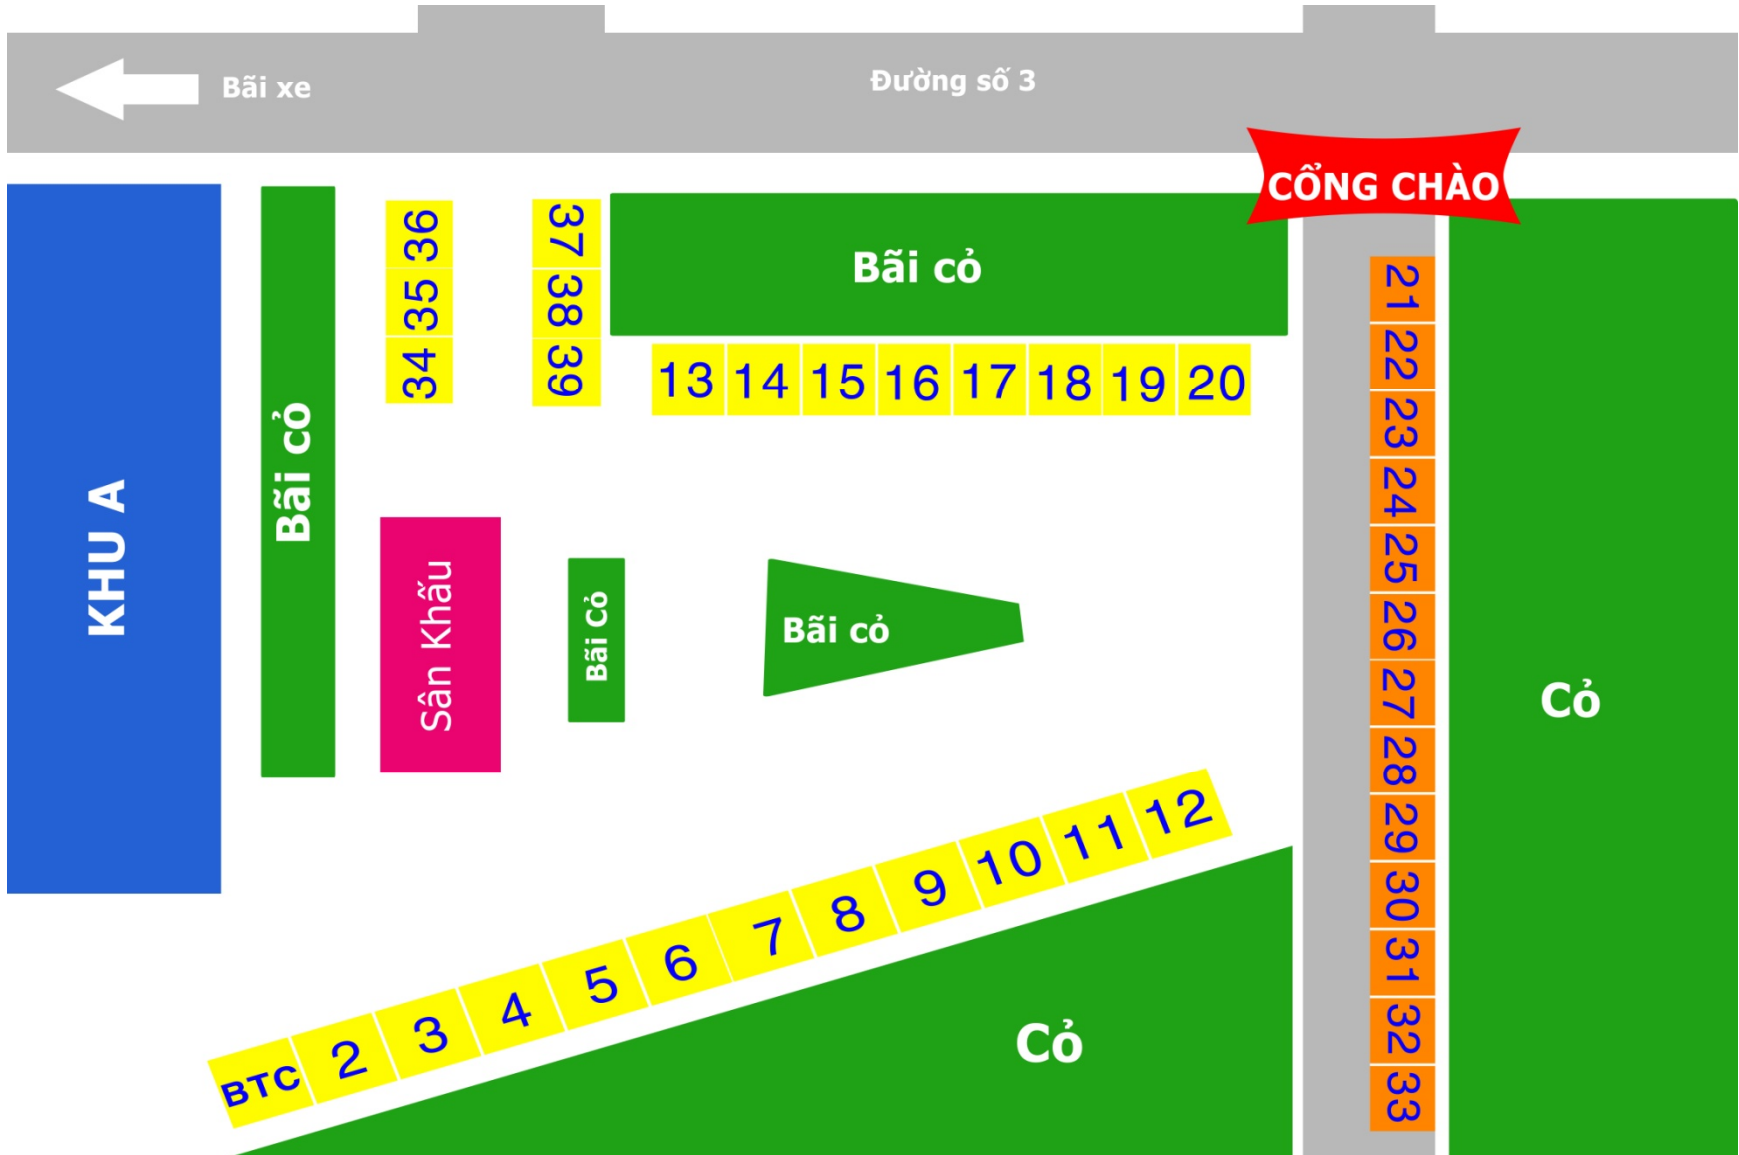 Bãi xe
Đường số 3
CỔNG CHÀO
KHU A
Bãi cỏ
36
35
34
37
38
39
Bãi cỏ
13 14 15 16 17 18 19 20
Sân Khấu
Bãi Cỏ
Bãi cỏ
21
22
23
24
25
26
27
28
29
30
31
32
33
Cỏ
BTC 2 3 4 5 6 7 8 9 10 11 12
Cỏ